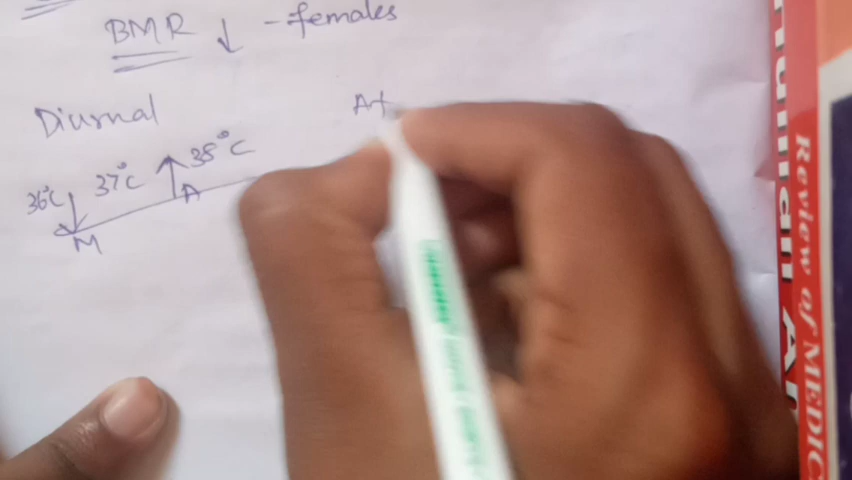 BMR ↓ - females
Diurnal
36°C ↓ 37°C ↑ 38°C
M A
At
Review of MEDIC